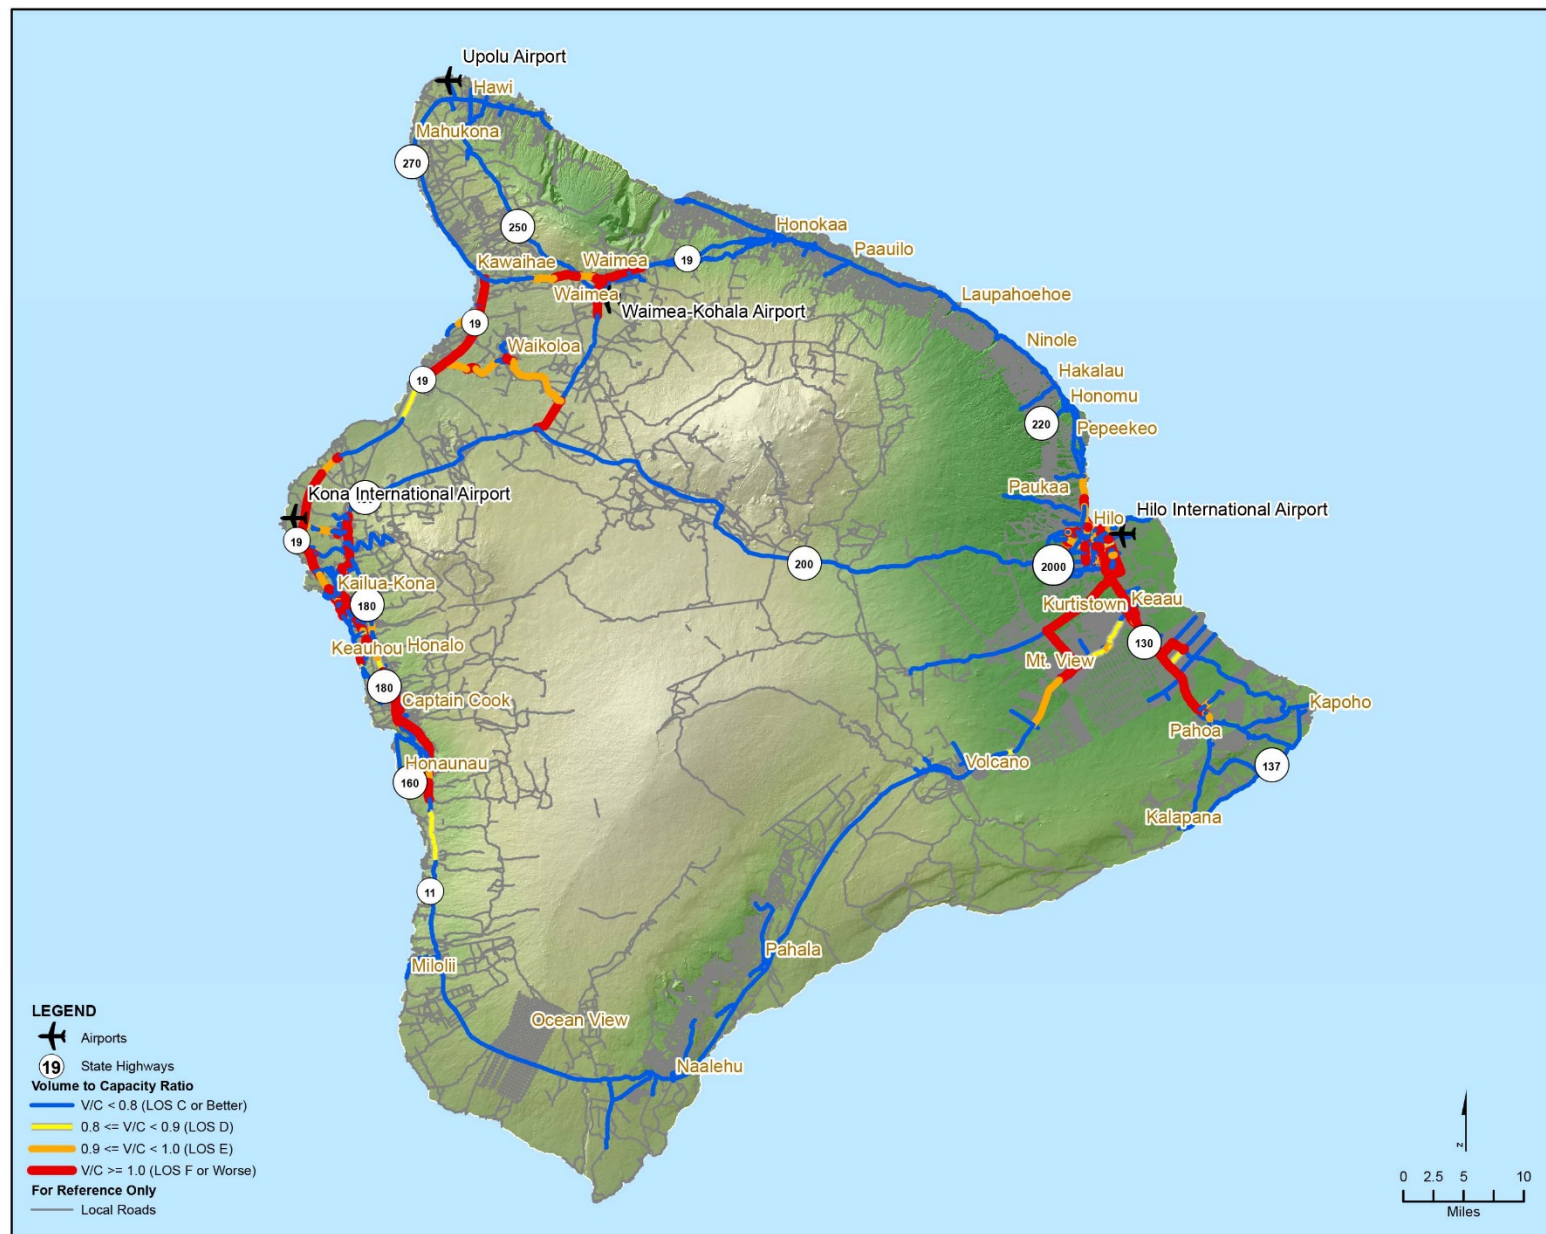 Upolu Airport
Hawi
Mahukona
270
250
Honokaa
Kawaihae
Waimea
19
Paauilo
Waimea
Laupahoehoe
Waimea-Kohala Airport
19
Waikoloa
Ninole
19
Hakalau
Honomu
220
Pepeekeo
Paukaa
Kona International Airport
Hilo
Hilo International Airport
19
200
2000
Kailua-Kona
180
Kurtistown
Keaau
Keauhou
Honalo
130
Mt. View
180
Captain Cook
Kapoho
Pahoa
Honaunau
Volcano
137
160
Kalapana
11
Milolii
Pahala
Ocean View
Naalehu
LEGEND
Airports
19
State Highways
Volume to Capacity Ratio
V/C < 0.8 (LOS C or Better)
0.8 <= V/C < 0.9 (LOS D)
0.9 <= V/C < 1.0 (LOS E)
V/C >= 1.0 (LOS F or Worse)
For Reference Only
Local Roads
z
0 2.5 5 10
Miles